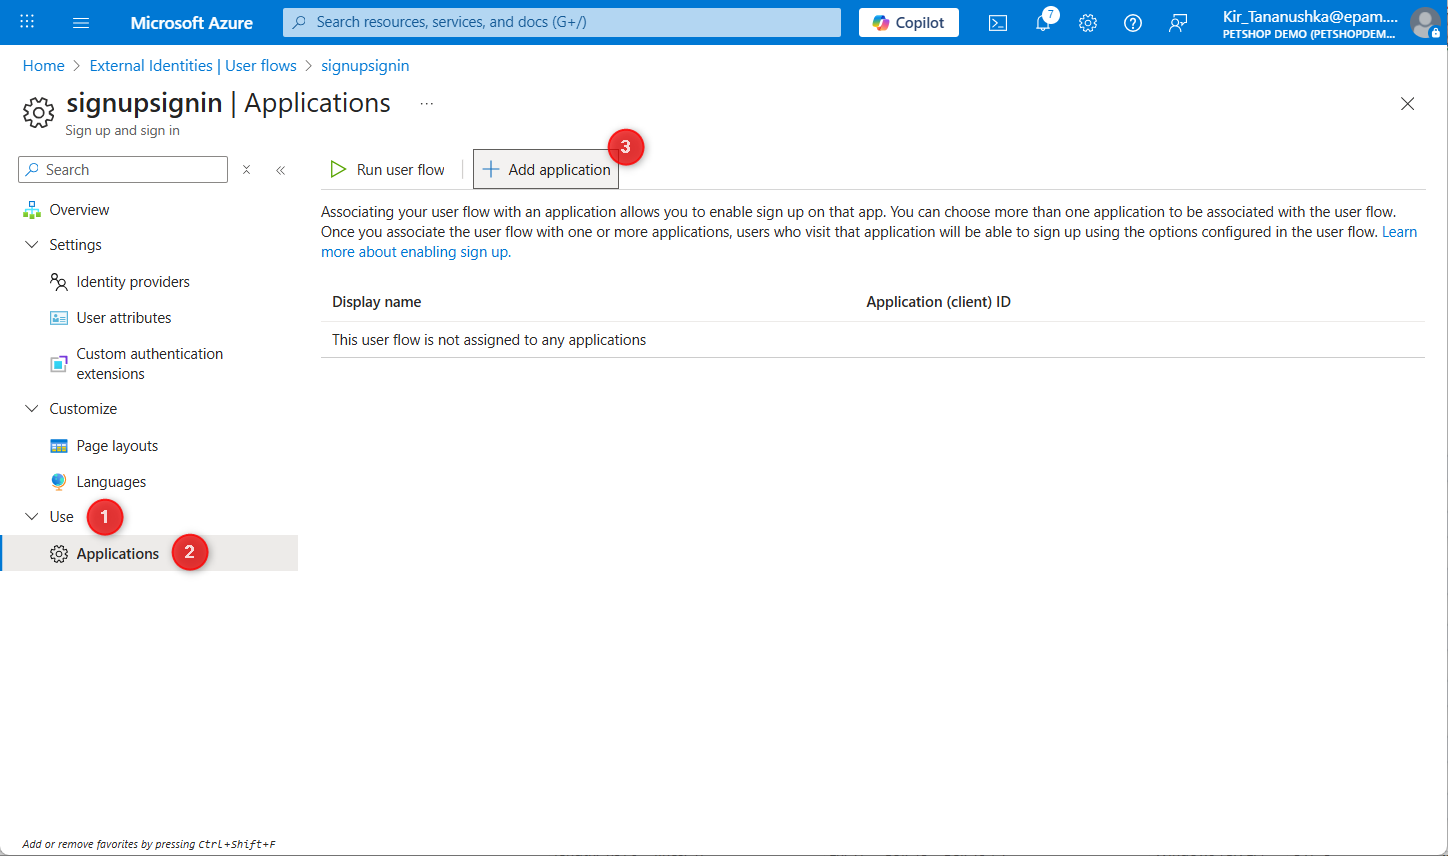 Microsoft Azure
Search resources, services, and docs (G+/)
Copilot
7
Kir_Tananushka@epam....
PETSHOP DEMO (PETSHOPDEM...
Home > External Identities | User flows > signupsignin
signupsignin | Applications ...
Sign up and sign in
Search
Run user flow
Add application
3
Overview
Settings
Identity providers
User attributes
Custom authentication
extensions
Customize
Page layouts
Languages
Use
1
Applications
2
Associating your user flow with an application allows you to enable sign up on that app. You can choose more than one application to be associated with the user flow.
Once you associate the user flow with one or more applications, users who visit that application will be able to sign up using the options configured in the user flow. Learn
more about enabling sign up.
Display name
Application (client) ID
This user flow is not assigned to any applications
Add or remove favorites by pressing Ctrl+Shift+F